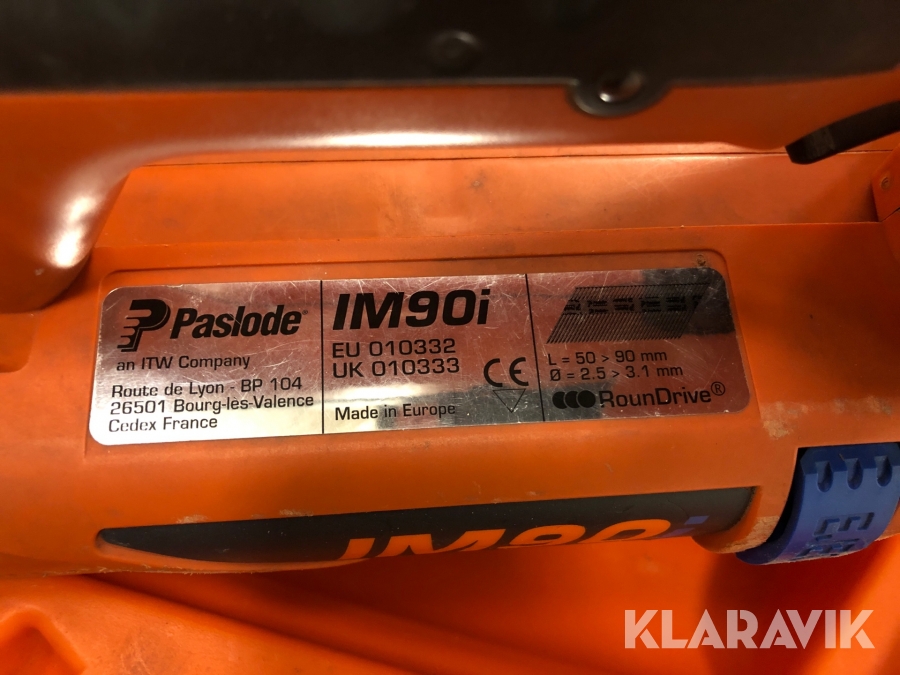 Paslode
an ITW Company
Route de Lyon - BP 104
26501 Bourg-les-Valence
Cedex France
IM90i
EU 010332
UK 010333
CE
Made in Europe
L = 50 > 90 mm
Ø = 2.5 > 3.1 mm
RounDrive®
IM90i
KLARAVIK